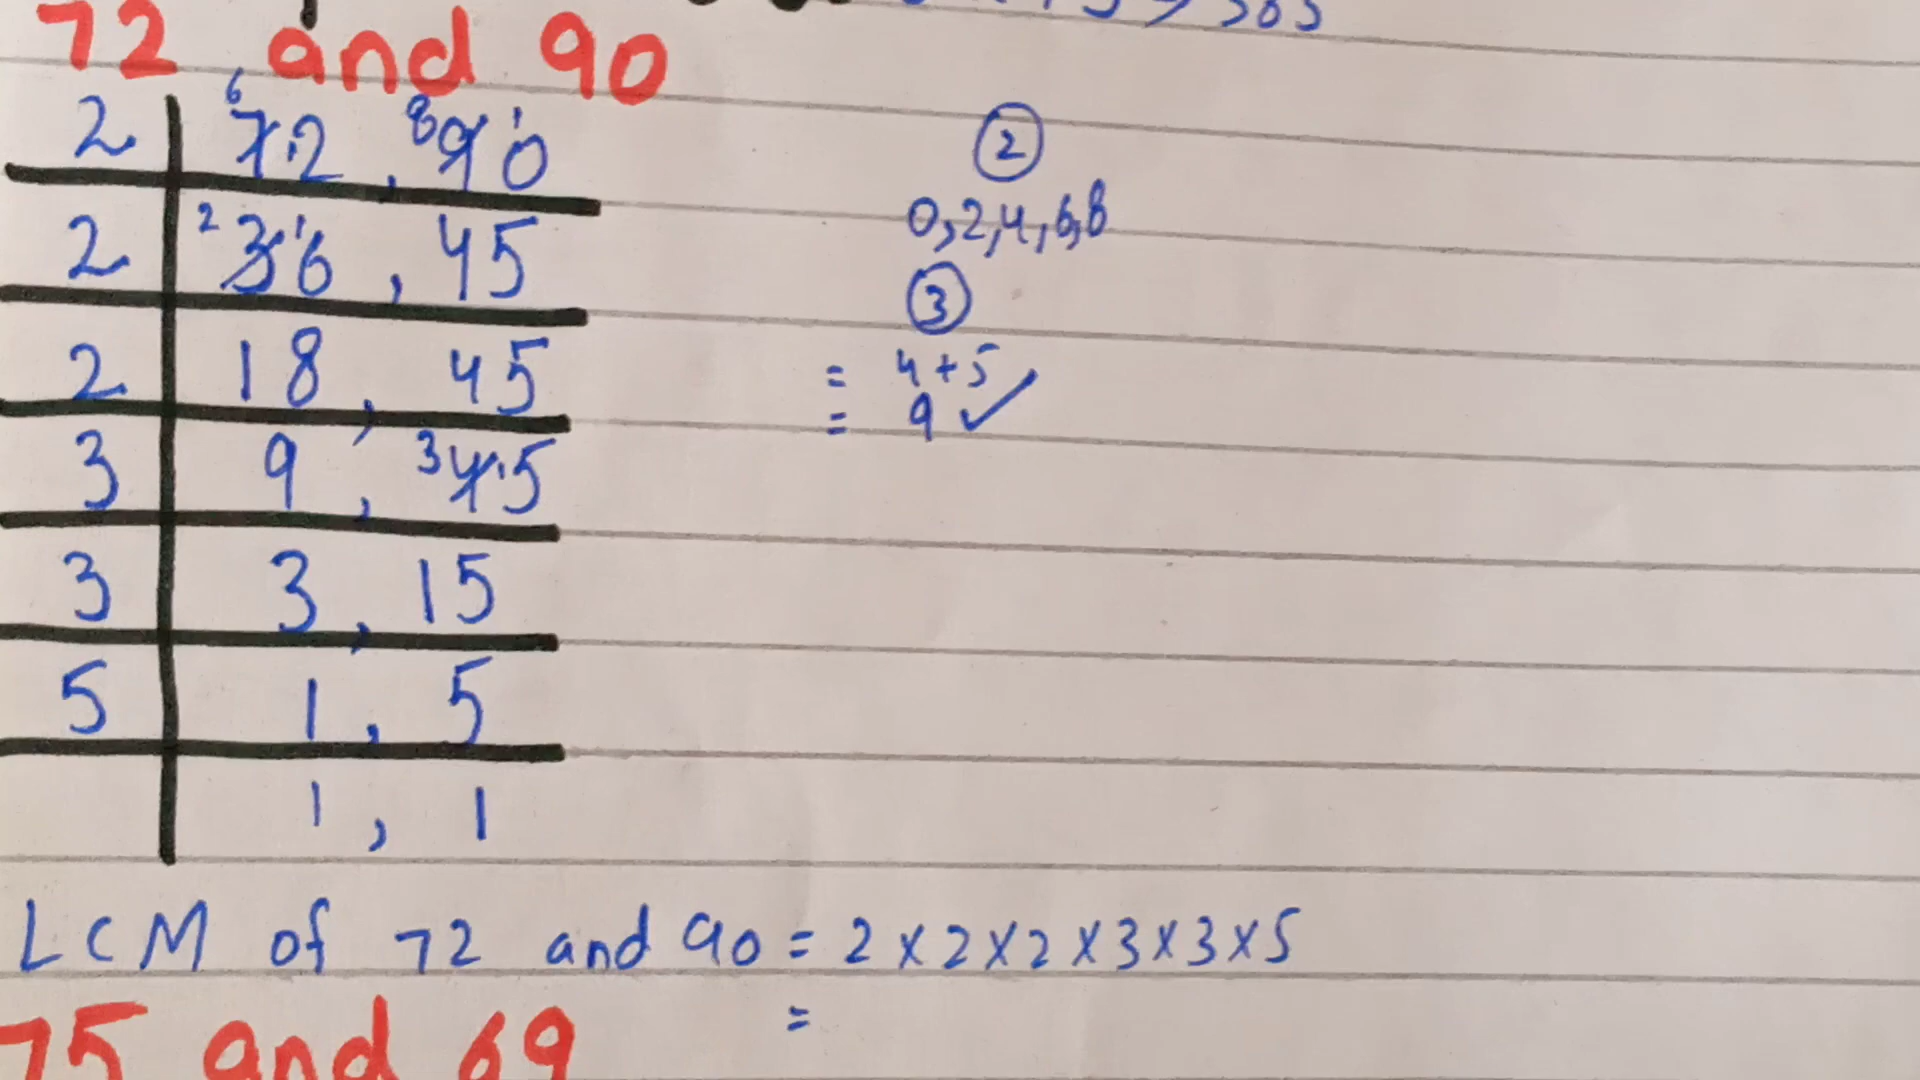 72 and 90
2 72, 90
2 36, 45
2 18, 45
3 9, 45
3 3, 15
5 1, 5
1, 1
2
0,2,4,6,8
3
= 4+5
= 9 ✓
LCM of 72 and 90 = 2×2×2×3×3×5
=
75 and 69